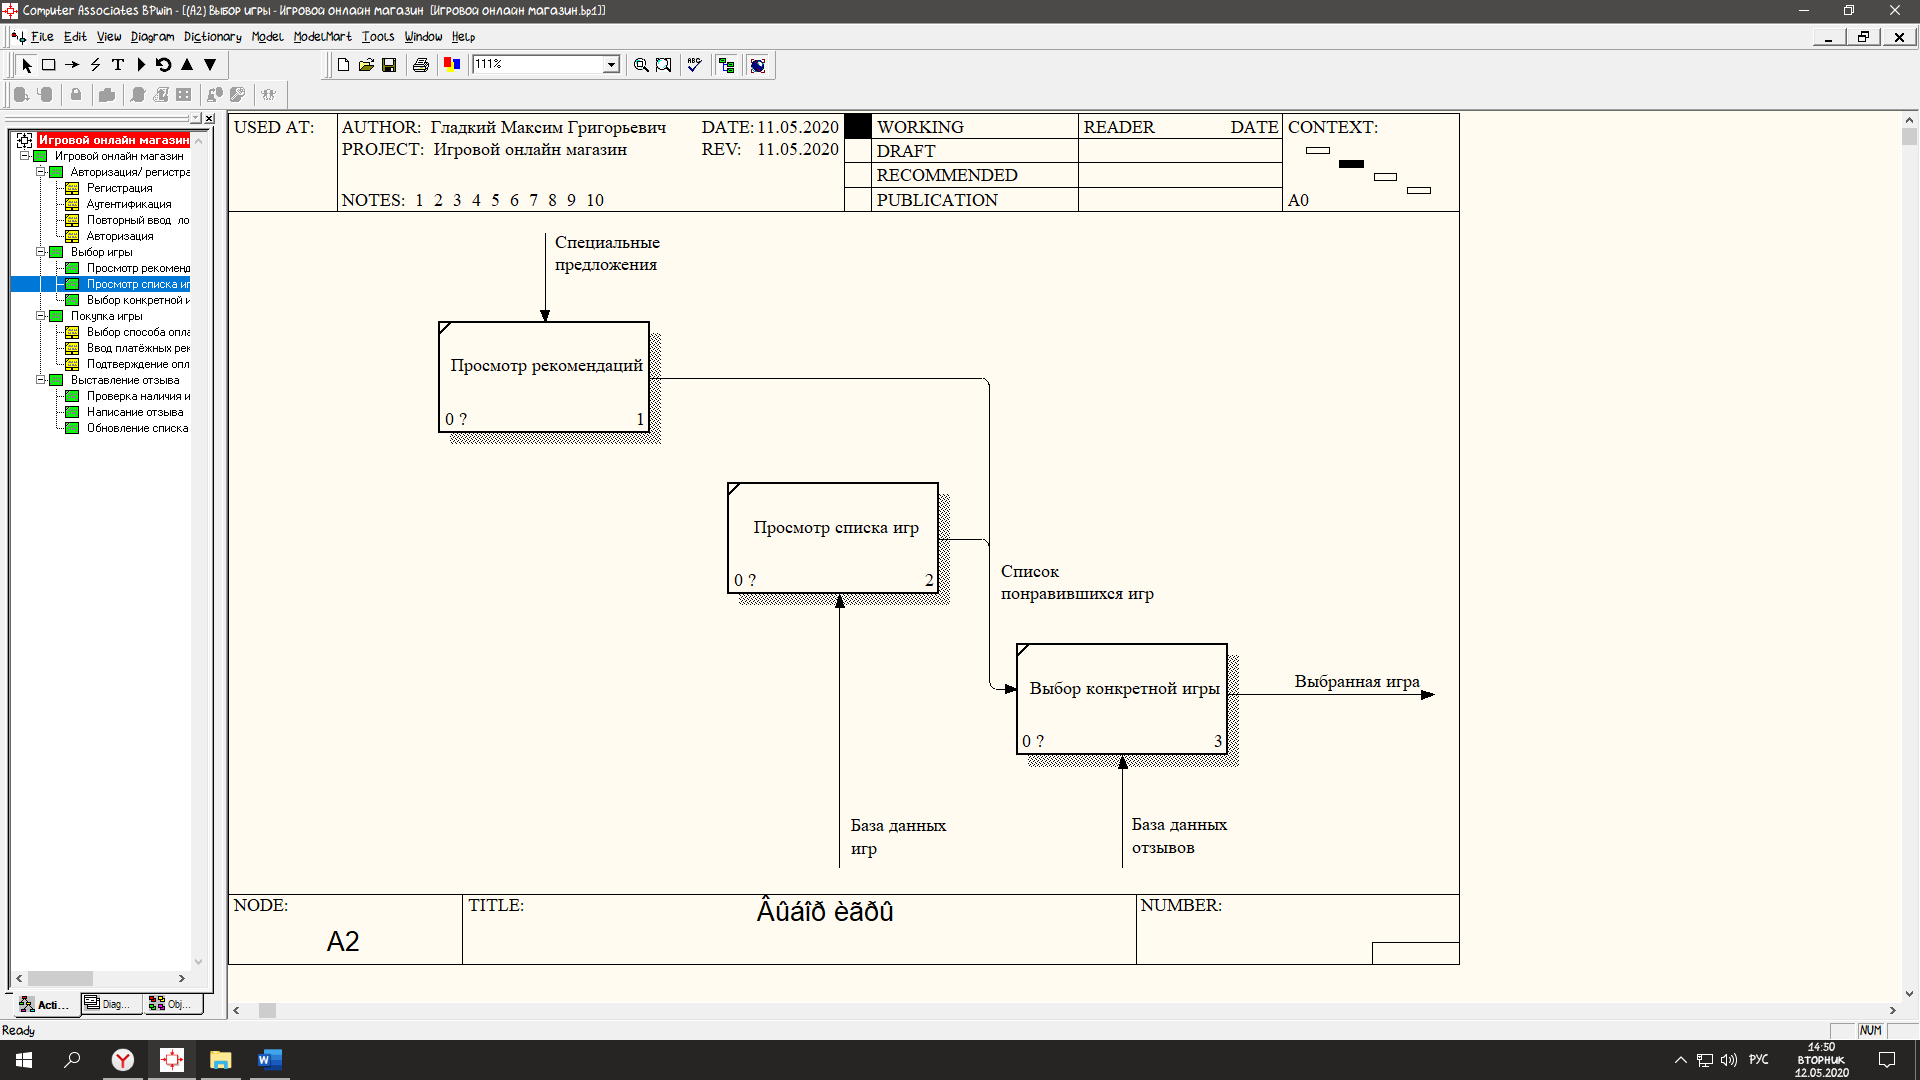 Computer Associates BPwin - [(A2) Выбор игры - Игровой онлайн магазин  [Игровой онлайн магазин.bp1]]
File Edit View Diagram Dictionary Model ModelMart Tools Window Help
111%
Игровой онлайн магазин
Игровой онлайн магазин
Авторизация/ регистра
Регистрация
Аутентификация
Повторный ввод ло
Авторизация
Выбор игры
Просмотр рекоменд
Просмотр списка иг
Выбор конкретной и
Покупка игры
Выбор способа опла
Ввод платёжных рек
Подтверждение опл
Выставление отзыва
Проверка наличия и
Написание отзыва
Обновление списка
Acti... Diag... Obj...
USED AT:
AUTHOR: Гладкий Максим Григорьевич
DATE: 11.05.2020
PROJECT: Игровой онлайн магазин
REV: 11.05.2020
NOTES: 1 2 3 4 5 6 7 8 9 10
WORKING
DRAFT
RECOMMENDED
PUBLICATION
READER DATE
CONTEXT:
A0
Специальные
предложения
Просмотр рекомендаций
0 ? 1
Просмотр списка игр
0 ? 2
Список
понравившихся игр
Выбор конкретной игры
0 ? 3
Выбранная игра
База данных
игр
База данных
отзывов
NODE:
A2
TITLE:
Âûáîð èãðû
NUMBER:
Ready
NUM
РУС
14:50
ВТОРНИК
12.05.2020